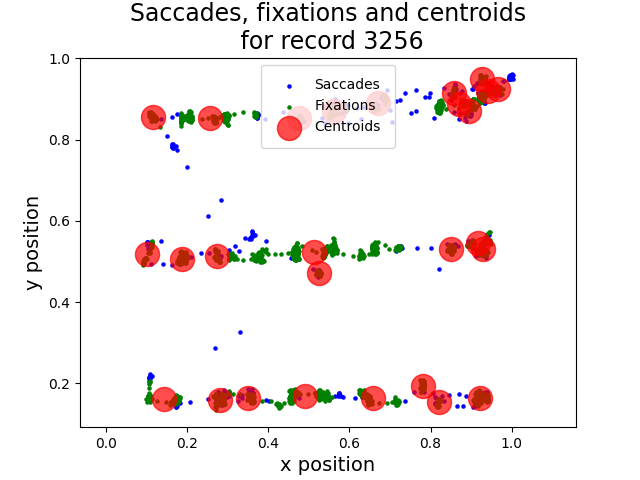 Saccades, fixations and centroids
for record 3256
Saccades
Fixations
Centroids
1.0
0.8
0.6
0.4
0.2
y position
0.0 0.2 0.4 0.6 0.8 1.0
x position